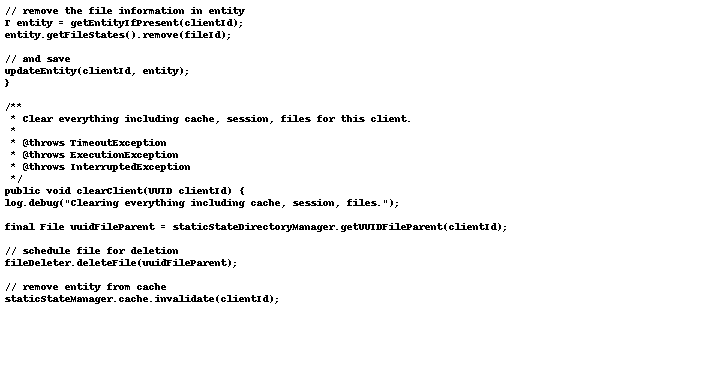 // remove the file information in entity
T entity = getEntityIfPresent(clientId);
entity.getFileStates().remove(fileId);

// and save
updateEntity(clientId, entity);
}

/**
 * Clear everything including cache, session, files for this client.
 *
 * @throws TimeoutException
 * @throws ExecutionException
 * @throws InterruptedException
 */
public void clearClient(UUID clientId) {
log.debug("Clearing everything including cache, session, files.");

final File uuidFileParent = staticStateDirectoryManager.getUUIDFileParent(clientId);

// schedule file for deletion
fileDeleter.deleteFile(uuidFileParent);

// remove entity from cache
staticStateManager.cache.invalidate(clientId);